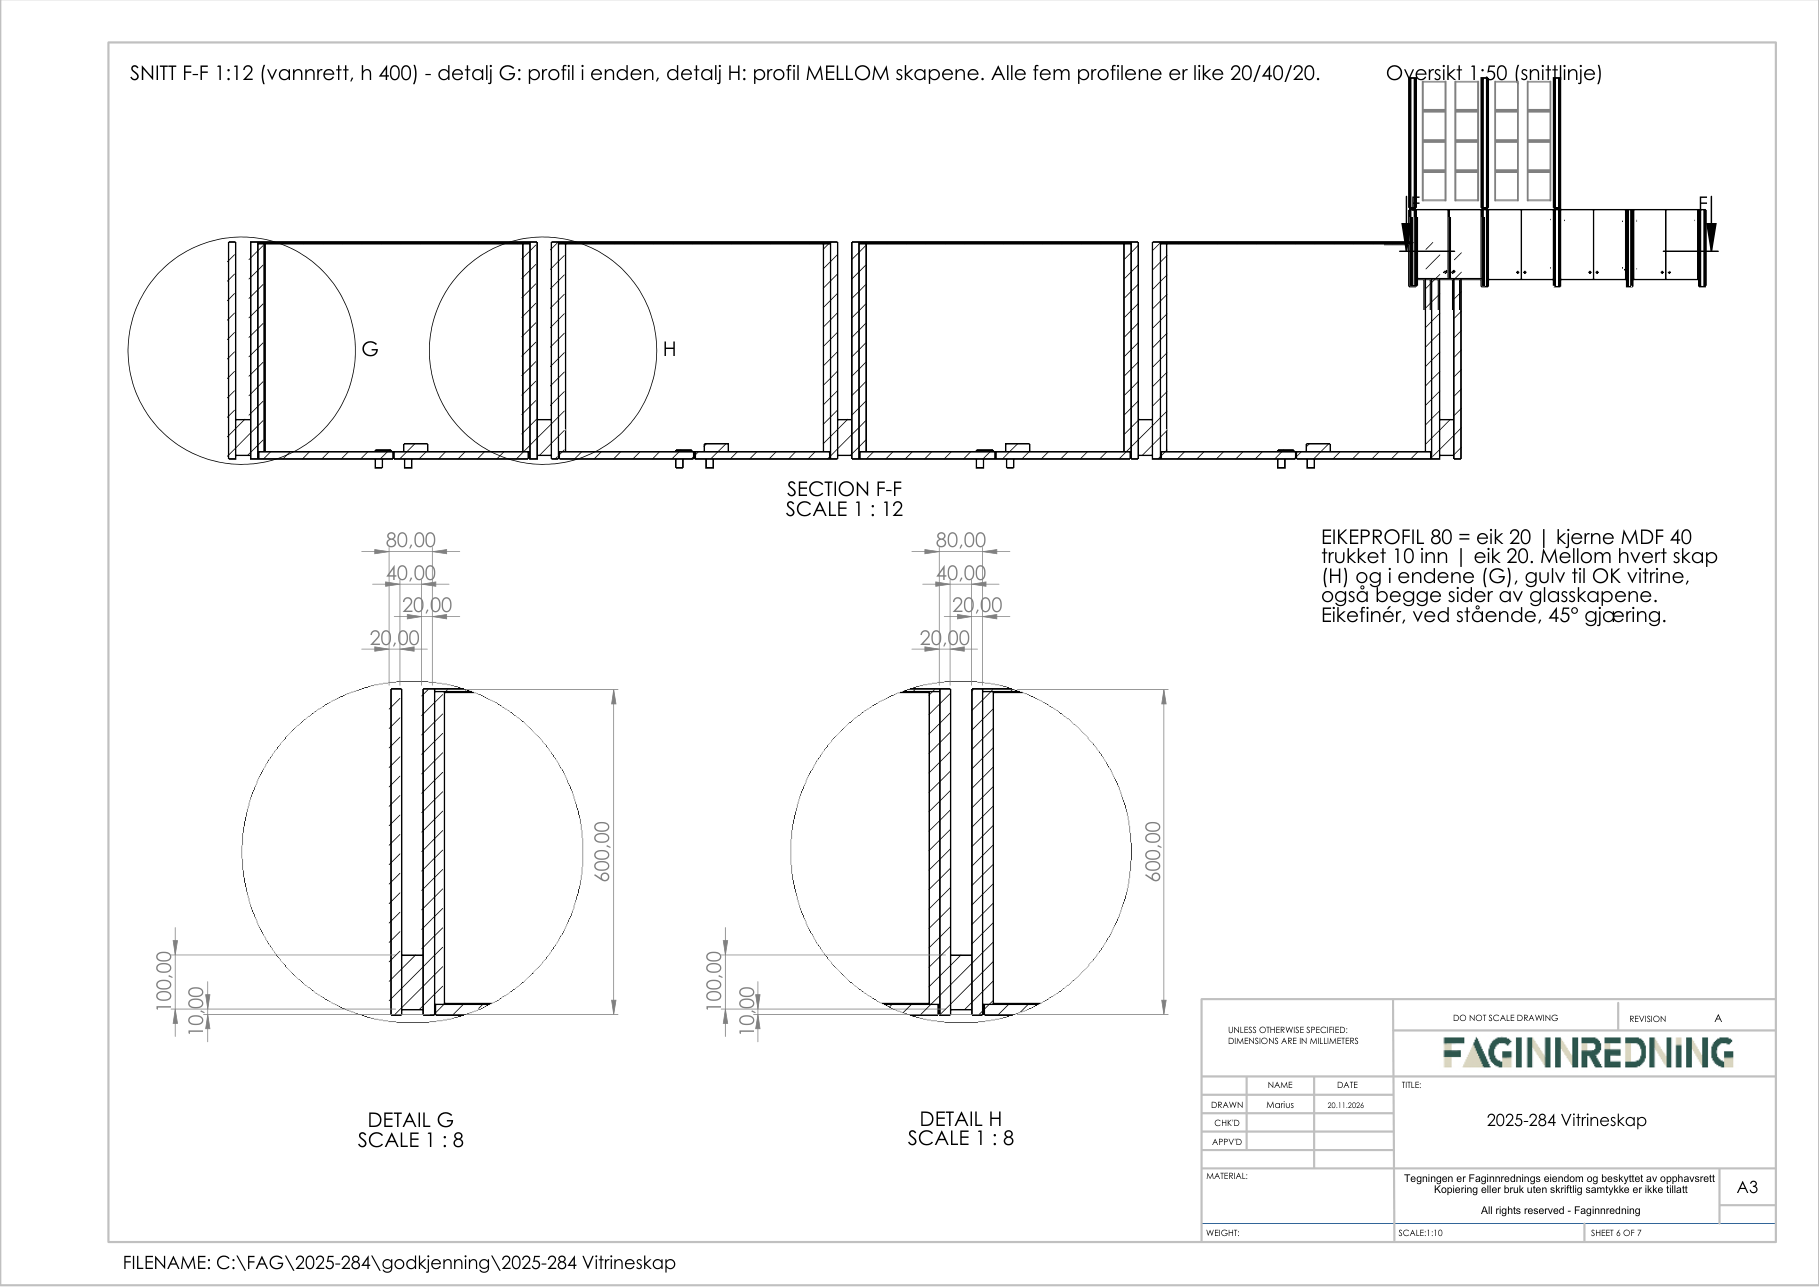 SNITT F-F 1:12 (vannrett, h 400) - detalj G: profil i enden, detalj H: profil MELLOM skapene. Alle fem profilene er like 20/40/20.
Oversikt 1:50 (snittlinje)
F
F
G
H
SECTION F-F
SCALE 1 : 12
EIKEPROFIL 80 = eik 20 | kjerne MDF 40
trukket 10 inn | eik 20. Mellom hvert skap
(H) og i endene (G), gulv til OK vitrine,
også begge sider av glasskapene.
Eikefinér, ved stående, 45° gjæring.
80,00
40,00
20,00
20,00
600,00
100,00
10,00
DETAIL G
SCALE 1 : 8
80,00
40,00
20,00
20,00
600,00
100,00
10,00
DETAIL H
SCALE 1 : 8
UNLESS OTHERWISE SPECIFIED:
DIMENSIONS ARE IN MILLIMETERS
DO NOT SCALE DRAWING
REVISION A
FAGINNREDNING
NAME DATE
DRAWN Marius 20.11.2026
CHK'D
APPV'D
TITLE:
2025-284 Vitrineskap
MATERIAL:
Tegningen er Faginnrednings eiendom og beskyttet av opphavsrett
Kopiering eller bruk uten skriftlig samtykke er ikke tillatt
All rights reserved - Faginnredning
A3
WEIGHT:
SCALE:1:10
SHEET 6 OF 7
FILENAME: C:\FAG\2025-284\godkjenning\2025-284 Vitrineskap